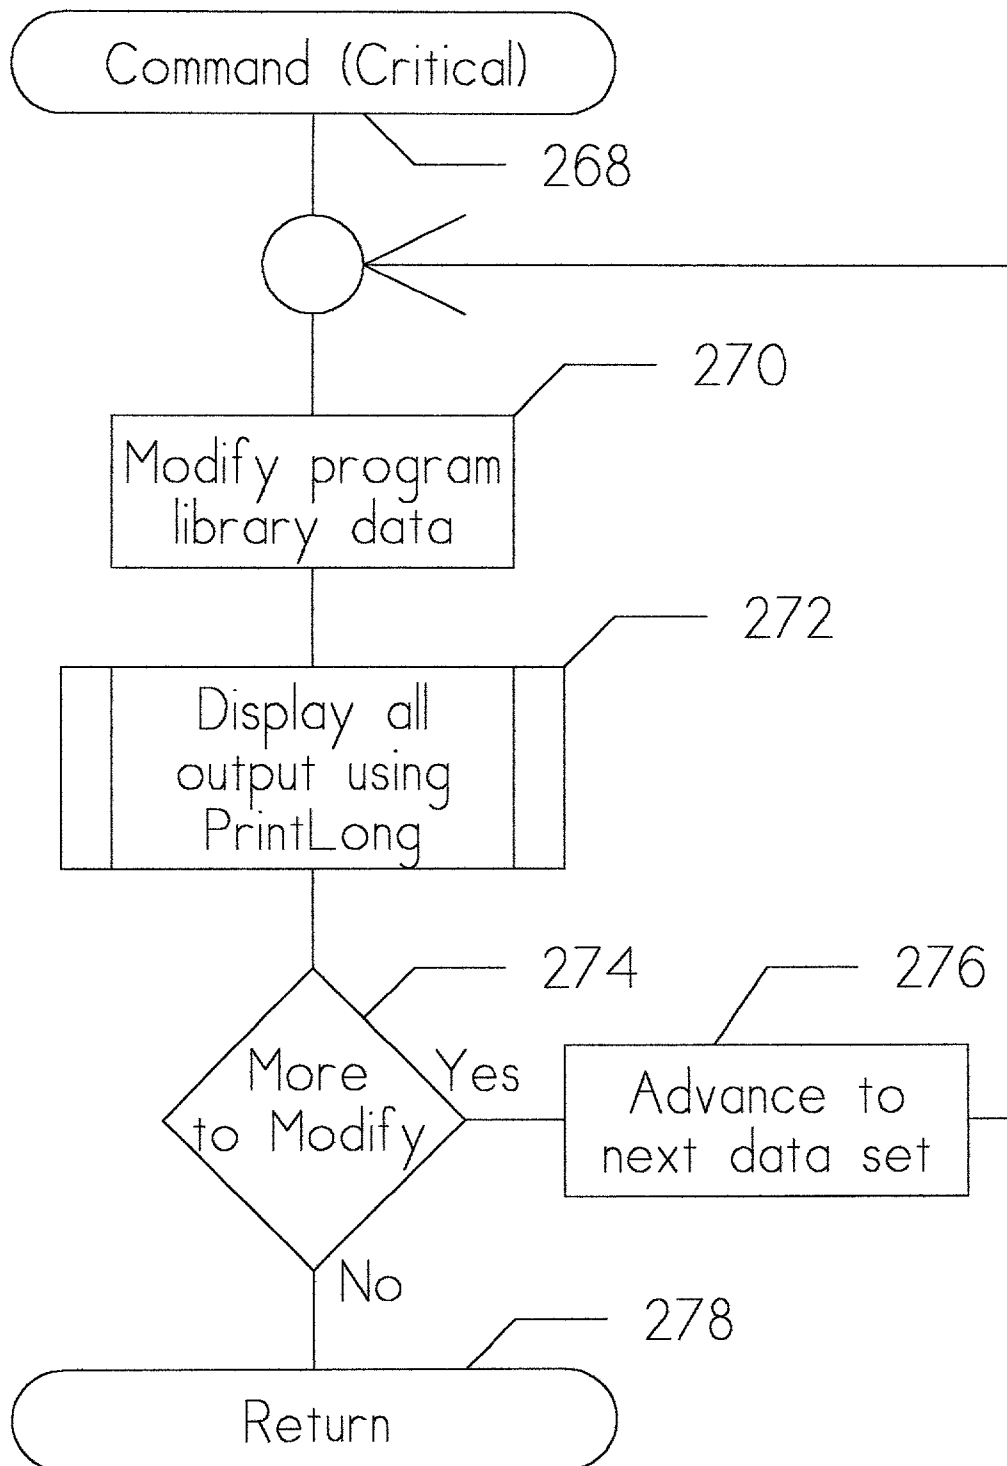 Command (Critical)
268
270
Modify program
library data
272
Display all
output using
PrintLong
274
276
More
to Modify
Yes
Advance to
next data set
No
278
Return